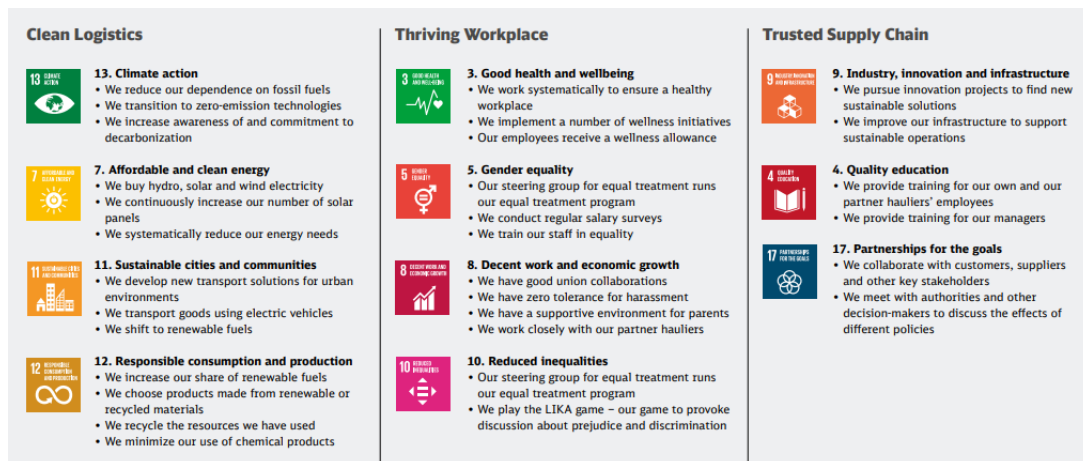 Clean Logistics
13 CLIMATE ACTION
13. Climate action
• We reduce our dependence on fossil fuels
• We transition to zero-emission technologies
• We increase awareness of and commitment to
decarbonization
7 AFFORDABLE AND CLEAN ENERGY
7. Affordable and clean energy
• We buy hydro, solar and wind electricity
• We continuously increase our number of solar
panels
• We systematically reduce our energy needs
11 SUSTAINABLE CITIES AND COMMUNITIES
11. Sustainable cities and communities
• We develop new transport solutions for urban
environments
• We transport goods using electric vehicles
• We shift to renewable fuels
12 RESPONSIBLE CONSUMPTION AND PRODUCTION
12. Responsible consumption and production
• We increase our share of renewable fuels
• We choose products made from renewable or
recycled materials
• We recycle the resources we have used
• We minimize our use of chemical products
Thriving Workplace
3 GOOD HEALTH AND WELL-BEING
3. Good health and wellbeing
• We work systematically to ensure a healthy
workplace
• We implement a number of wellness initiatives
• Our employees receive a wellness allowance
5 GENDER EQUALITY
5. Gender equality
• Our steering group for equal treatment runs
our equal treatment program
• We conduct regular salary surveys
• We train our staff in equality
8 DECENT WORK AND ECONOMIC GROWTH
8. Decent work and economic growth
• We have good union collaborations
• We have zero tolerance for harassment
• We have a supportive environment for parents
• We work closely with our partner hauliers
10 REDUCED INEQUALITIES
10. Reduced inequalities
• Our steering group for equal treatment runs
our equal treatment program
• We play the LIKA game – our game to provoke
discussion about prejudice and discrimination
Trusted Supply Chain
9 INDUSTRY, INNOVATION AND INFRASTRUCTURE
9. Industry, innovation and infrastructure
• We pursue innovation projects to find new
sustainable solutions
• We improve our infrastructure to support
sustainable operations
4 QUALITY EDUCATION
4. Quality education
• We provide training for our own and our
partner hauliers’ employees
• We provide training for our managers
17 PARTNERSHIPS FOR THE GOALS
17. Partnerships for the goals
• We collaborate with customers, suppliers
and other key stakeholders
• We meet with authorities and other
decision-makers to discuss the effects of
different policies